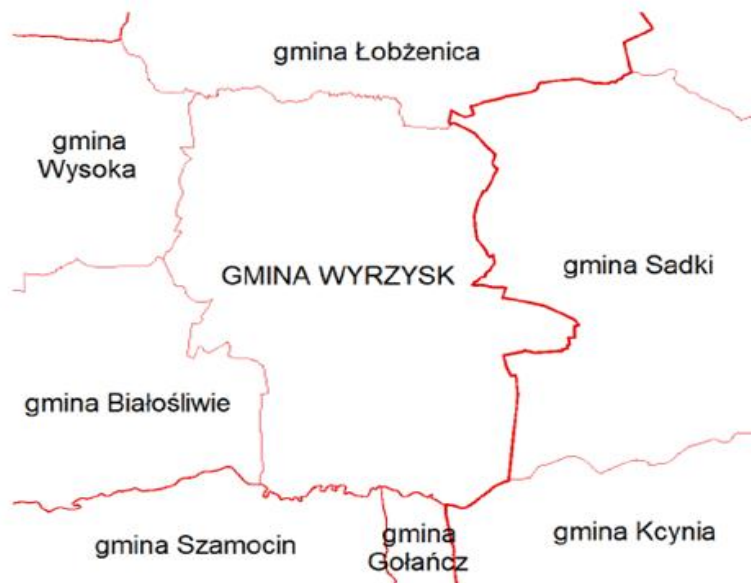 gmina Łobżenica
gmina
Wysoka
GMINA WYRZYSK
gmina Sadki
gmina Białośliwie
gmina Szamocin
gmina
Gołańcz
gmina Kcynia